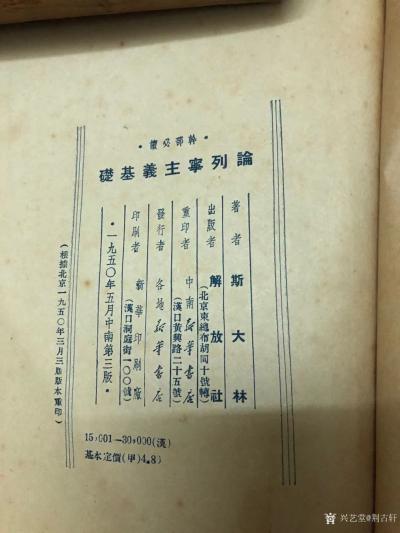 ·幹部必讀·
論列寧主義基礎
著者 斯大林
出版者 解放社
(北京東總布胡同十號轉)
重印者 中南新華書店
(漢口黃興路二十五號)
發行者 各地新華書店
印刷者 新華印刷廠
(漢口洞庭街一〇〇號)
·一九五〇年五月中南第三版·
(根據北京一九五〇年三月三版版本重印)
15,001—30,000(漢)
基本定價(甲)4.8)
兴艺堂@荆古轩